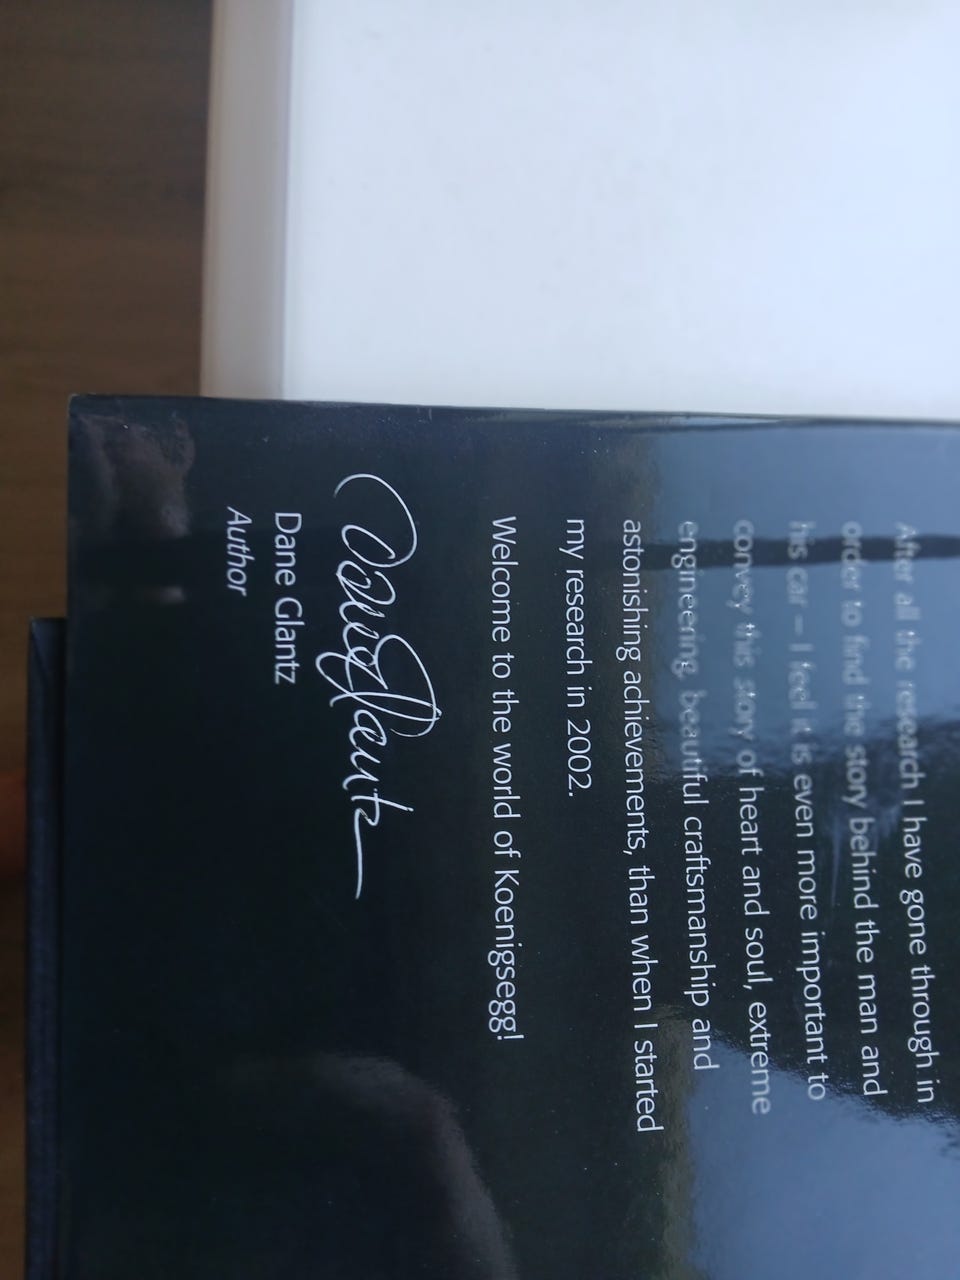 After all the research I have gone through in
order to find the story behind the man and
his car – I feel it is even more important to
convey this story of heart and soul, extreme
engineering, beautiful craftsmanship and
astonishing achievements, than when I started
my research in 2002.
Welcome to the world of Koenigsegg!
Dane Glantz
Dane Glantz
Author